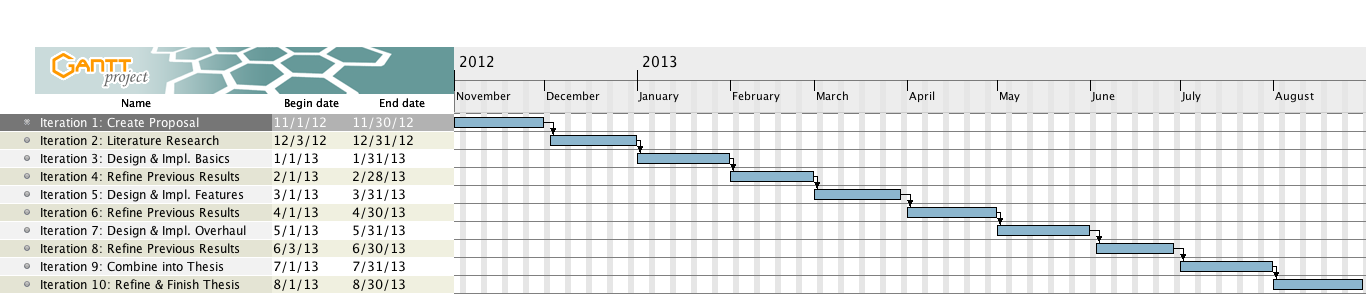 GANTT
project
2012 2013
Name Begin date End date
November December January February March April May June July August
Iteration 1: Create Proposal 11/1/12 11/30/12
Iteration 2: Literature Research 12/3/12 12/31/12
Iteration 3: Design & Impl. Basics 1/1/13 1/31/13
Iteration 4: Refine Previous Results 2/1/13 2/28/13
Iteration 5: Design & Impl. Features 3/1/13 3/31/13
Iteration 6: Refine Previous Results 4/1/13 4/30/13
Iteration 7: Design & Impl. Overhaul 5/1/13 5/31/13
Iteration 8: Refine Previous Results 6/3/13 6/30/13
Iteration 9: Combine into Thesis 7/1/13 7/31/13
Iteration 10: Refine & Finish Thesis 8/1/13 8/30/13